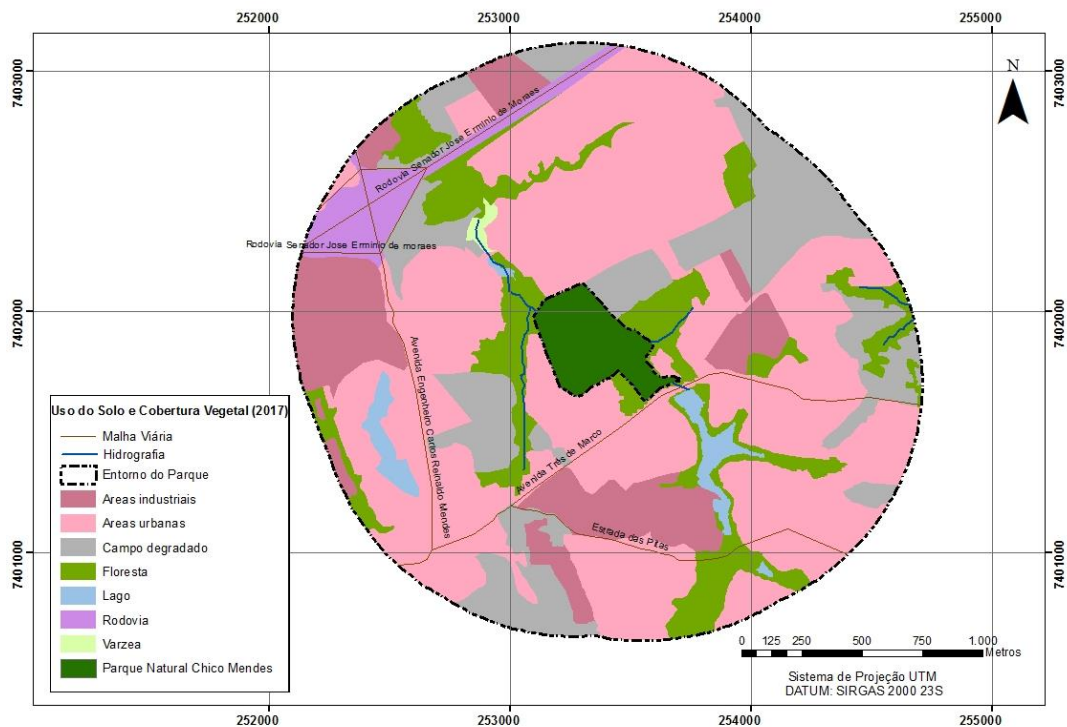 252000 253000 254000 255000
7403000 7403000
N
Rodovia Senador Jose Erminio de Moraes
Rodovia Senador Jose Erminio de moraes
7402000 7402000
Avenida Engenheiro Carlos Reinaldo Mendes
Avenida Três de Marco
Estrada das Pitas
7401000 7401000
Uso do Solo e Cobertura Vegetal (2017)
Malha Viária
Hidrografia
Entorno do Parque
Areas industriais
Areas urbanas
Campo degradado
Floresta
Lago
Rodovia
Varzea
Parque Natural Chico Mendes
0 125 250 500 750 1.000
Metros
Sistema de Projeção UTM
DATUM: SIRGAS 2000 23S
252000 253000 254000 255000